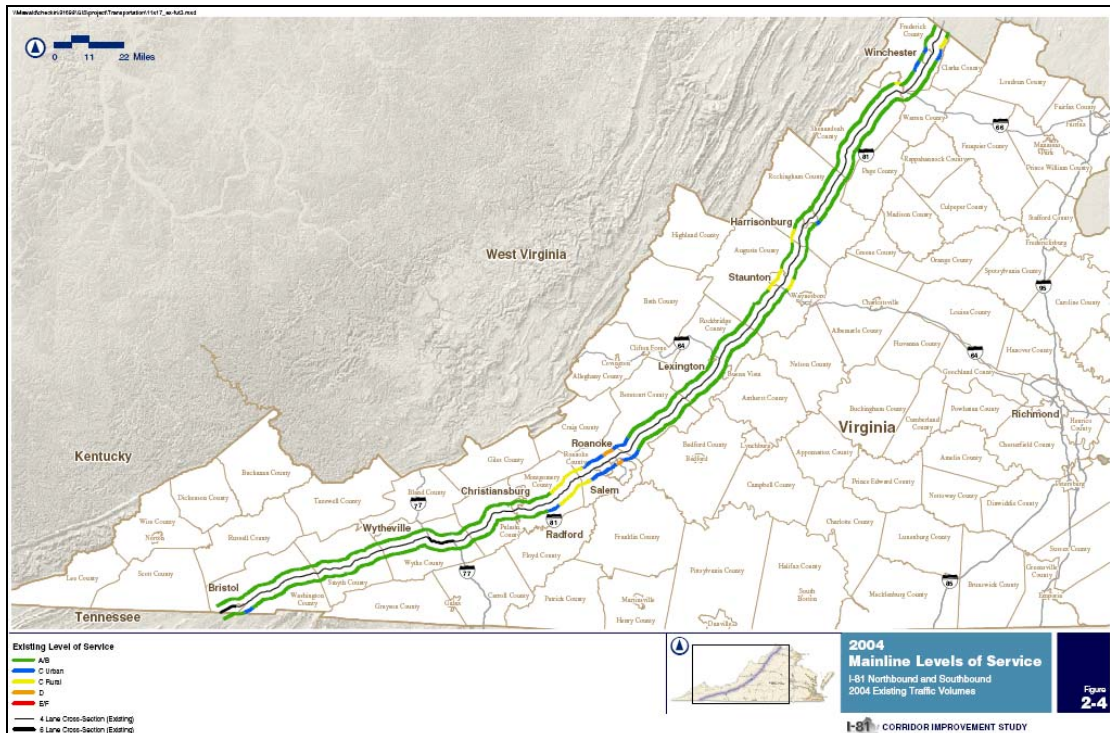 0 11 22 Miles
Frederick
County
Winchester
Clarke County
Loudoun County
Fairfax County
Fairfax
Warren County
66
Fauquier County
Manassas
Park
Prince William County
Shenandoah
County
81
Rappahannock County
Page County
Rockingham County
Culpeper County
Madison County
Stafford County
Harrisonburg
Highland County
Augusta County
Greene County
Orange County
Fredericksburg
Spotsylvania County
West Virginia
Staunton
Waynesboro
95
Caroline County
Bath County
Charlottesville
Louisa County
Rockbridge
County
Albemarle County
Fluvanna County
Hanover County
64
64
Clifton Forge
Covington
Lexington
Nelson County
Goochland County
Alleghany County
Buena Vista
Botetourt County
Amherst County
Buckingham County
Cumberland
County
Powhatan County
Richmond
Henrico
County
Craig County
Virginia
Chesterfield County
Roanoke
Roanoke
County
Bedford County
Lynchburg
Appomattox County
Amelia County
Kentucky
Giles County
Bedford
Buchanan County
Montgomery
County
Campbell County
Prince Edward County
Petersburg
Christiansburg
Salem
Nottoway County
Dinwiddie County
Dickenson County
Tazewell County
Bland County
77
Wise County
Norton
Wytheville
81
Radford
Charlotte County
Russell County
Pulaski
County
Franklin County
Lunenburg County
Sussex County
Floyd County
Lee County
Scott County
Bristol
Smyth County
Wythe County
77
Pittsylvania County
Halifax County
85
Brunswick County
Greensville
County
Washington
County
Carroll County
Patrick County
South
Boston
Mecklenburg County
Emporia
Grayson County
Galax
Martinsville
Tennessee
Henry County
Danville
Existing Level of Service
A/B
C Urban
C Rural
D
E/F
4 Lane Cross-Section (Existing)
6 Lane Cross-Section (Existing)
2004
Mainline Levels of Service
I-81 Northbound and Southbound
2004 Existing Traffic Volumes
Figure
2-4
I-81 CORRIDOR IMPROVEMENT STUDY